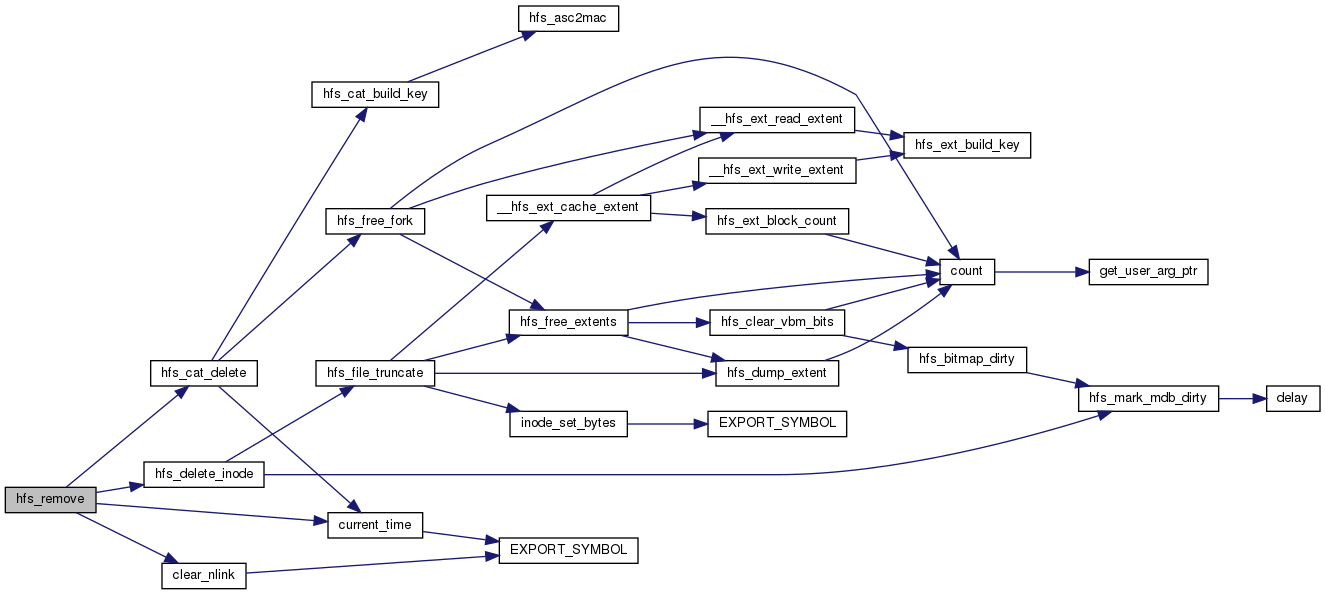 hfs_asc2mac
hfs_cat_build_key
__hfs_ext_read_extent
hfs_ext_build_key
__hfs_ext_write_extent
__hfs_ext_cache_extent
hfs_free_fork
hfs_ext_block_count
count
get_user_arg_ptr
hfs_free_extents
hfs_clear_vbm_bits
hfs_bitmap_dirty
hfs_cat_delete
hfs_file_truncate
hfs_dump_extent
hfs_mark_mdb_dirty
delay
inode_set_bytes
EXPORT_SYMBOL
hfs_delete_inode
hfs_remove
current_time
EXPORT_SYMBOL
clear_nlink